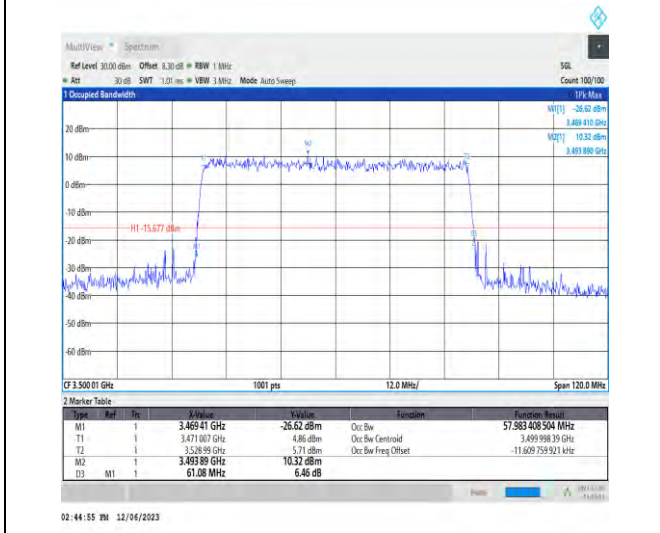 MultiView Spectrum
Ref Level 30.00 dBm Offset 8.30 dB RBW 1 MHz SGL
Att 30 dB SWT 1.01 ms VBW 3 MHz Mode Auto Sweep Count 100/100
1 Occupied Bandwidth 1Pk Max
M1[1] -26.62 dBm
3.469 410 GHz
M2[1] 10.32 dBm
3.493 890 GHz
20 dBm
M2
10 dBm
0 dBm
-10 dBm
H1 -15.677 dBm
-20 dBm
-30 dBm
-40 dBm
-50 dBm
-60 dBm
CF 3.500 01 GHz 1001 pts 12.0 MHz/ Span 120.0 MHz
2 Marker Table
Type Ref Trc X-Value Y-Value Function Function Result
M1 1 3.469 41 GHz -26.62 dBm Occ Bw 57.983 408 504 MHz
T1 1 3.471 007 GHz 4.86 dBm Occ Bw Centroid 3.499 998 39 GHz
T2 1 3.528 99 GHz 5.71 dBm Occ Bw Freq Offset -11.609 759 921 kHz
M2 1 3.493 89 GHz 10.32 dBm
D3 M1 1 61.08 MHz 6.46 dB
02:44:55 PM 12/06/2023